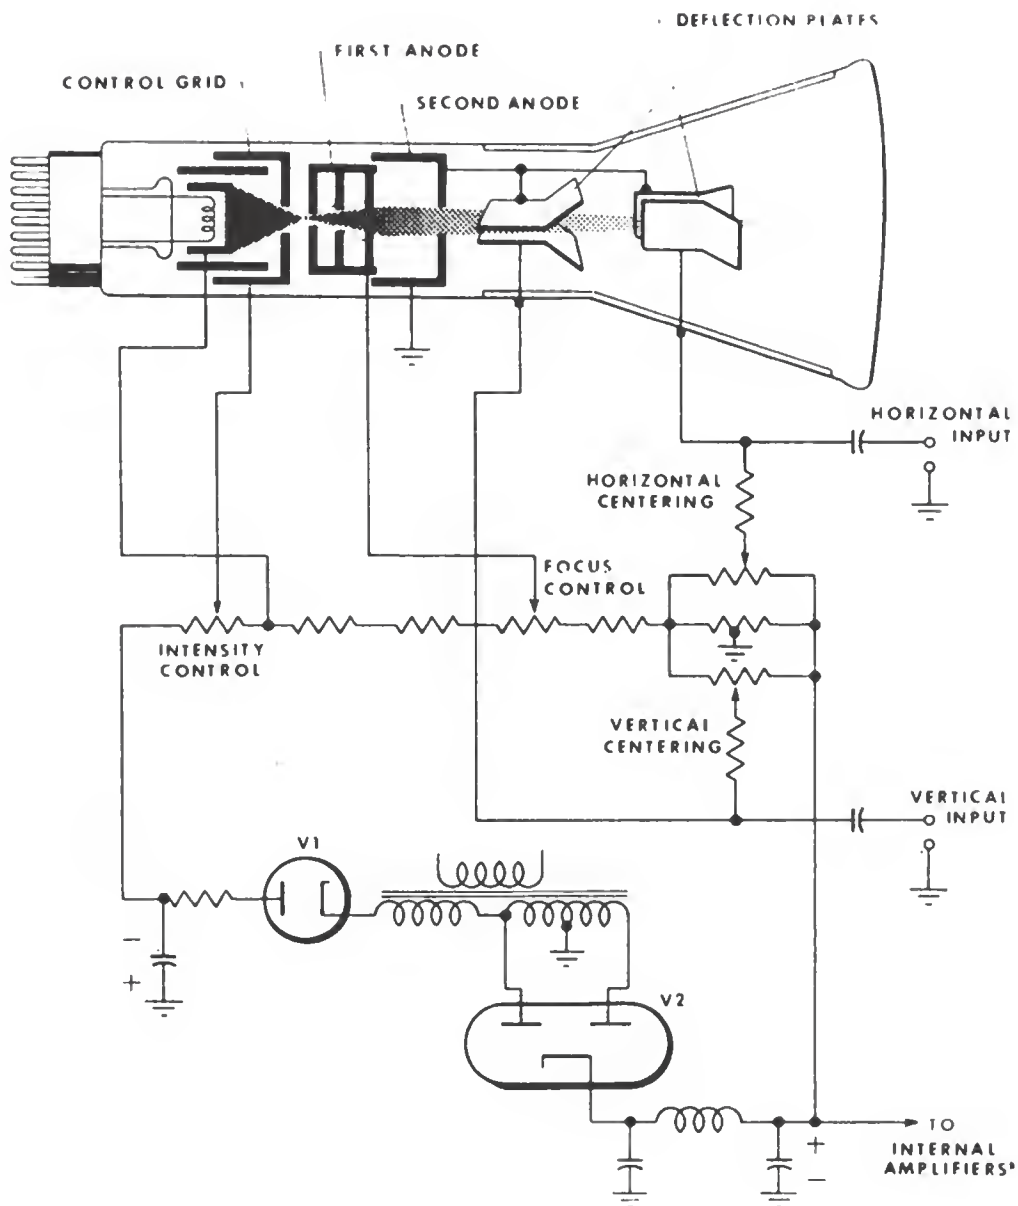 DEFLECTION PLATES
FIRST ANODE
CONTROL GRID
SECOND ANODE
HORIZONTAL
INPUT
HORIZONTAL
CENTERING
FOCUS
CONTROL
INTENSITY
CONTROL
VERTICAL
CENTERING
VERTICAL
INPUT
V1
−
+
V2
TO
INTERNAL
AMPLIFIERS
+
−